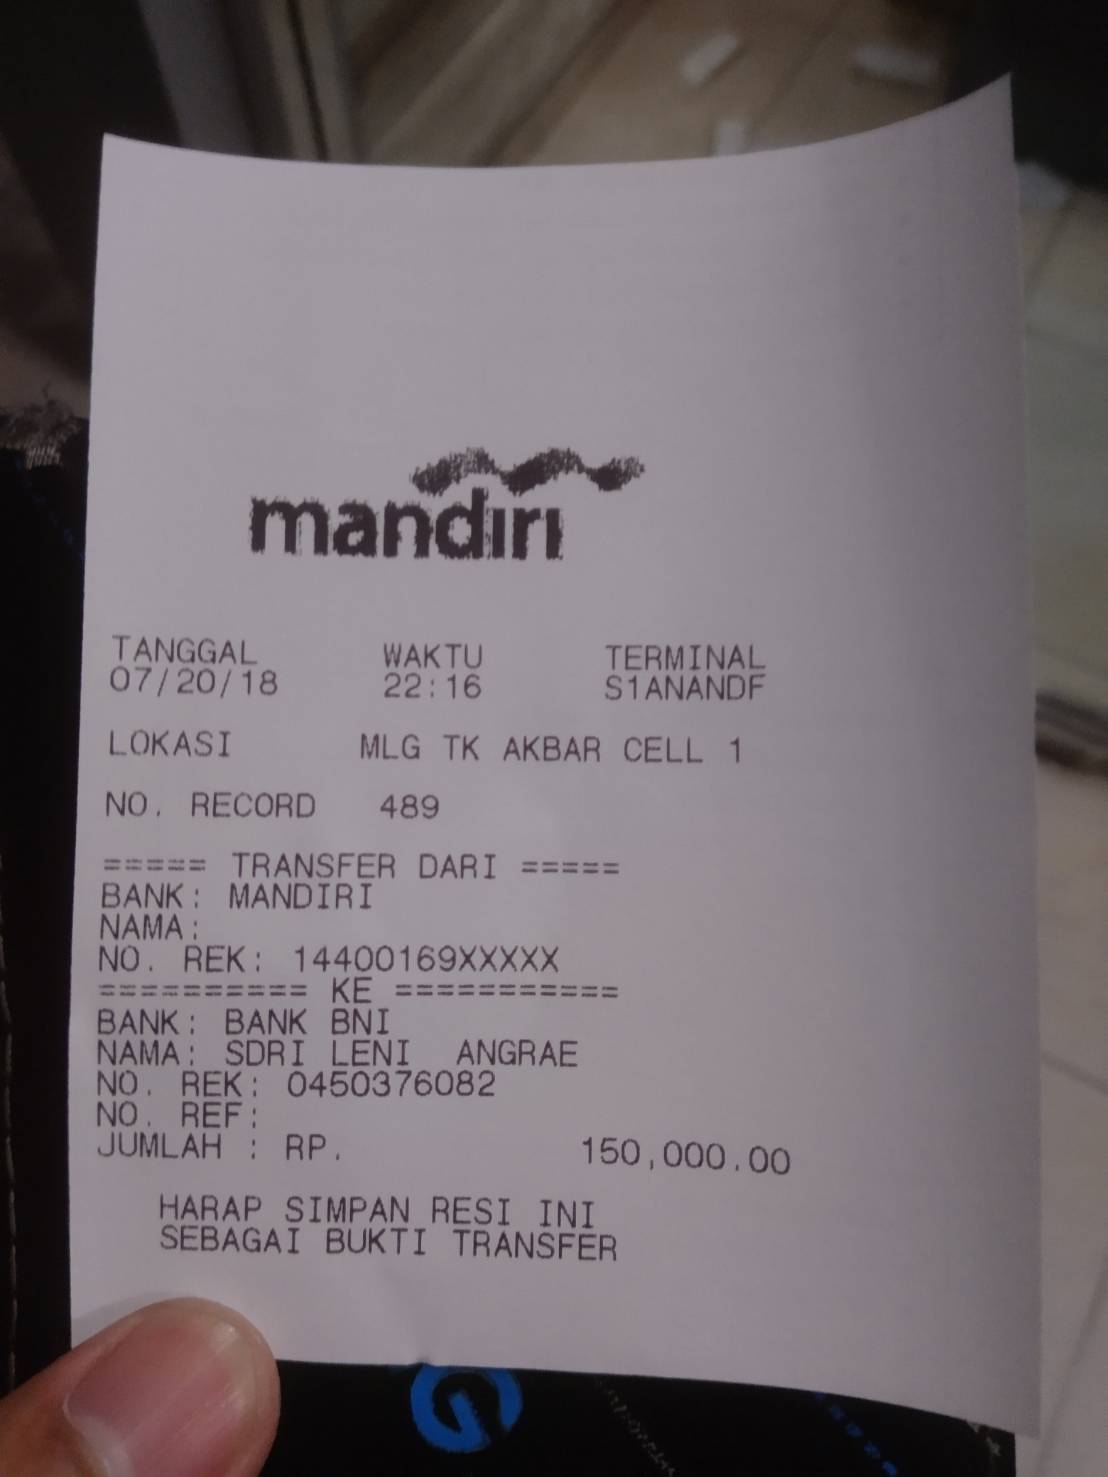 mandiri
TANGGAL WAKTU TERMINAL
07/20/18 22:16 S1ANANDF
LOKASI MLG TK AKBAR CELL 1
NO. RECORD 489
===== TRANSFER DARI =====
BANK: MANDIRI
NAMA:
NO. REK: 14400169XXXXX
========== KE ===========
BANK: BANK BNI
NAMA: SDRI LENI ANGRAE
NO. REK: 0450376082
NO. REF:
JUMLAH : RP. 150,000.00
HARAP SIMPAN RESI INI
SEBAGAI BUKTI TRANSFER
G